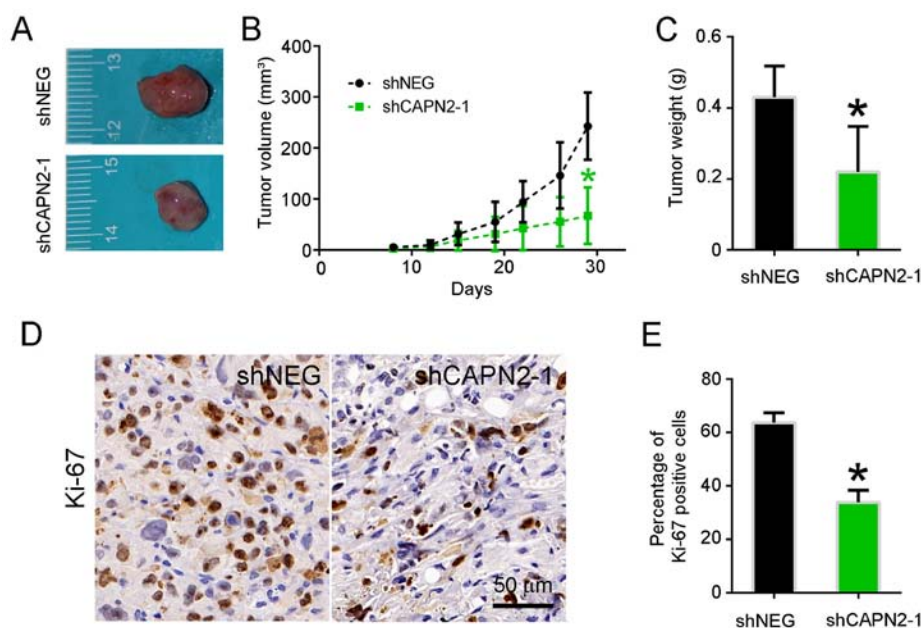 A
shNEG
13
12
shCAPN2-1
15
14
B
Tumor volume (mm³)
400
300
200
100
0
0
10
20
30
Days
shNEG
shCAPN2-1
*
C
Tumor weight (g)
0.6
0.4
0.2
0
*
shNEG
shCAPN2-1
D
Ki-67
shNEG
shCAPN2-1
50 μm
E
Percentage of
Ki-67 positive cells
80
60
40
20
0
*
shNEG
shCAPN2-1